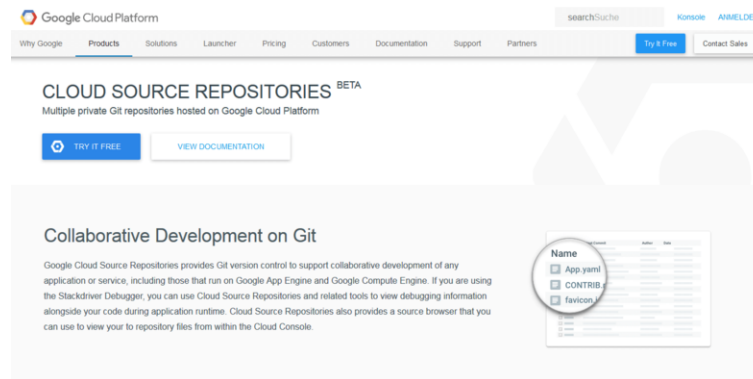 Google Cloud Platform
searchSuche
Konsole ANMELDE
Why Google Products Solutions Launcher Pricing Customers Documentation Support Partners
Try It Free Contact Sales
CLOUD SOURCE REPOSITORIES BETA
Multiple private Git repositories hosted on Google Cloud Platform
TRY IT FREE VIEW DOCUMENTATION
Collaborative Development on Git
Google Cloud Source Repositories provides Git version control to support collaborative development of any
application or service, including those that run on Google App Engine and Google Compute Engine. If you are using
the Stackdriver Debugger, you can use Cloud Source Repositories and related tools to view debugging information
alongside your code during application runtime. Cloud Source Repositories also provides a source browser that you
can use to view your to repository files from within the Cloud Console.
Author Date
Name
App.yaml
CONTRIB.
favicon.i